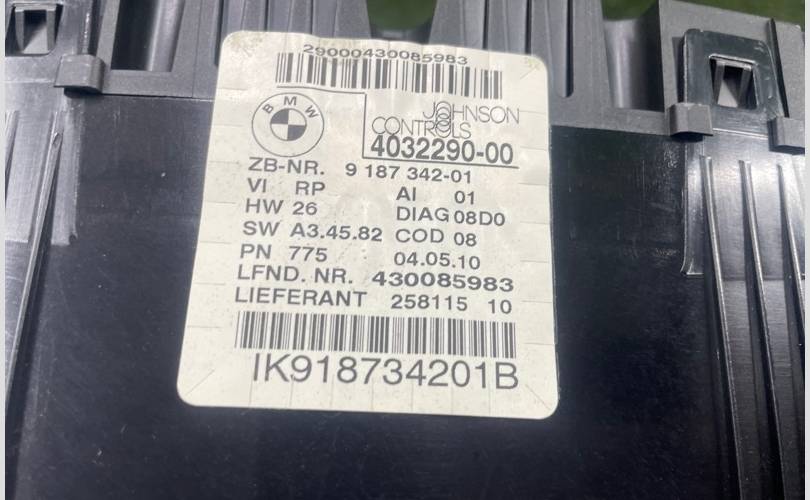 29000430085983
BMW
JOHNSON
CONTROLS
4032290-00
ZB-NR. 9 187 342-01
VI RP AI 01
HW 26 DIAG 08D0
SW A3.45.82 COD 08
PN 775 04.05.10
LFND. NR. 430085983
LIEFERANT 258115 10
IK918734201B